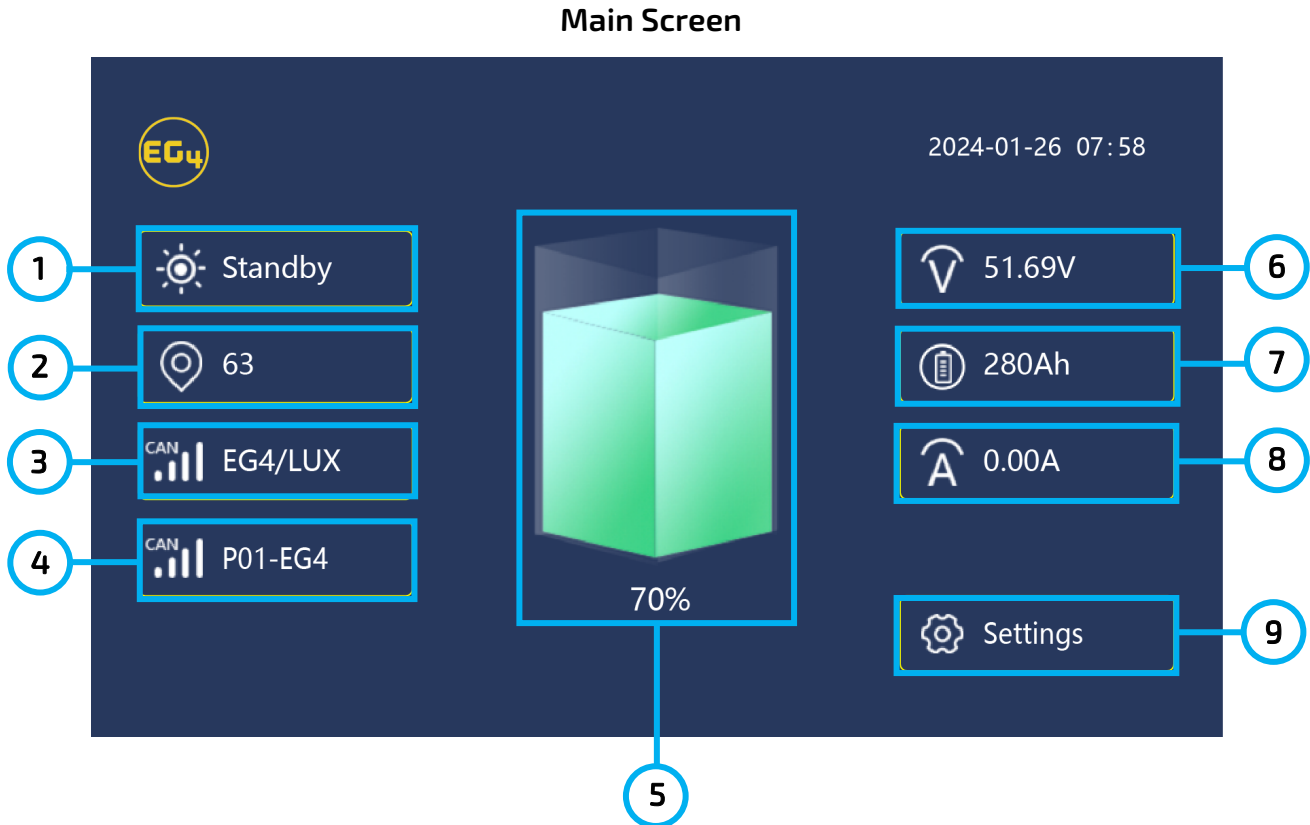 Main Screen
EG4
2024-01-26 07:58
1
Standby
2
63
3
CAN
EG4/LUX
4
CAN
P01-EG4
70%
5
V
51.69V
6
280Ah
7
A
0.00A
8
Settings
9